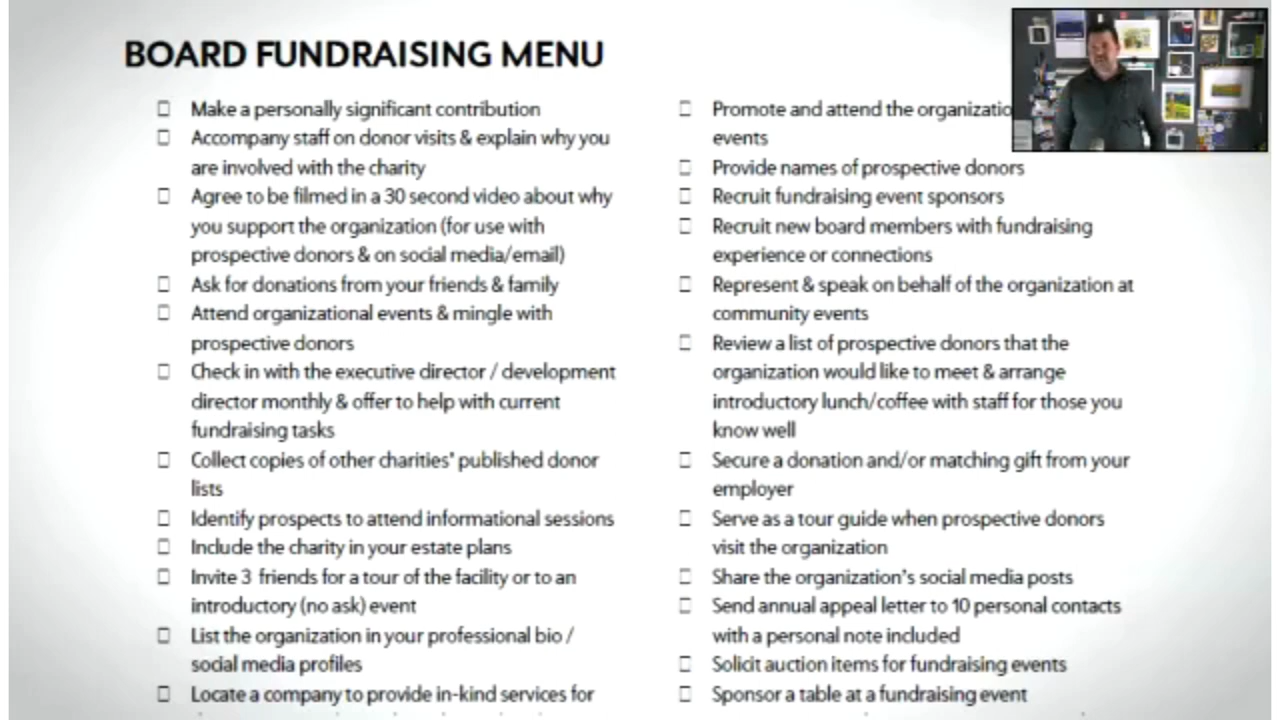 BOARD FUNDRAISING MENU
Make a personally significant contribution
Accompany staff on donor visits & explain why you
are involved with the charity
Agree to be filmed in a 30 second video about why
you support the organization (for use with
prospective donors & on social media/email)
Ask for donations from your friends & family
Attend organizational events & mingle with
prospective donors
Check in with the executive director / development
director monthly & offer to help with current
fundraising tasks
Collect copies of other charities' published donor
lists
Identify prospects to attend informational sessions
Include the charity in your estate plans
Invite 3 friends for a tour of the facility or to an
introductory (no ask) event
List the organization in your professional bio /
social media profiles
Locate a company to provide in-kind services for
Promote and attend the
events
Provide names of prospective donors
Recruit fundraising event sponsors
Recruit new board members with fundraising
experience or connections
Represent & speak on behalf of the organization at
community events
Review a list of prospective donors that the
organization would like to meet & arrange
introductory lunch/coffee with staff for those you
know well
Secure a donation and/or matching gift from your
employer
Serve as a tour guide when prospective donors
visit the organization
Share the organization's social media posts
Send annual appeal letter to 10 personal contacts
with a personal note included
Solicit auction items for fundraising events
Sponsor a table at a fundraising event